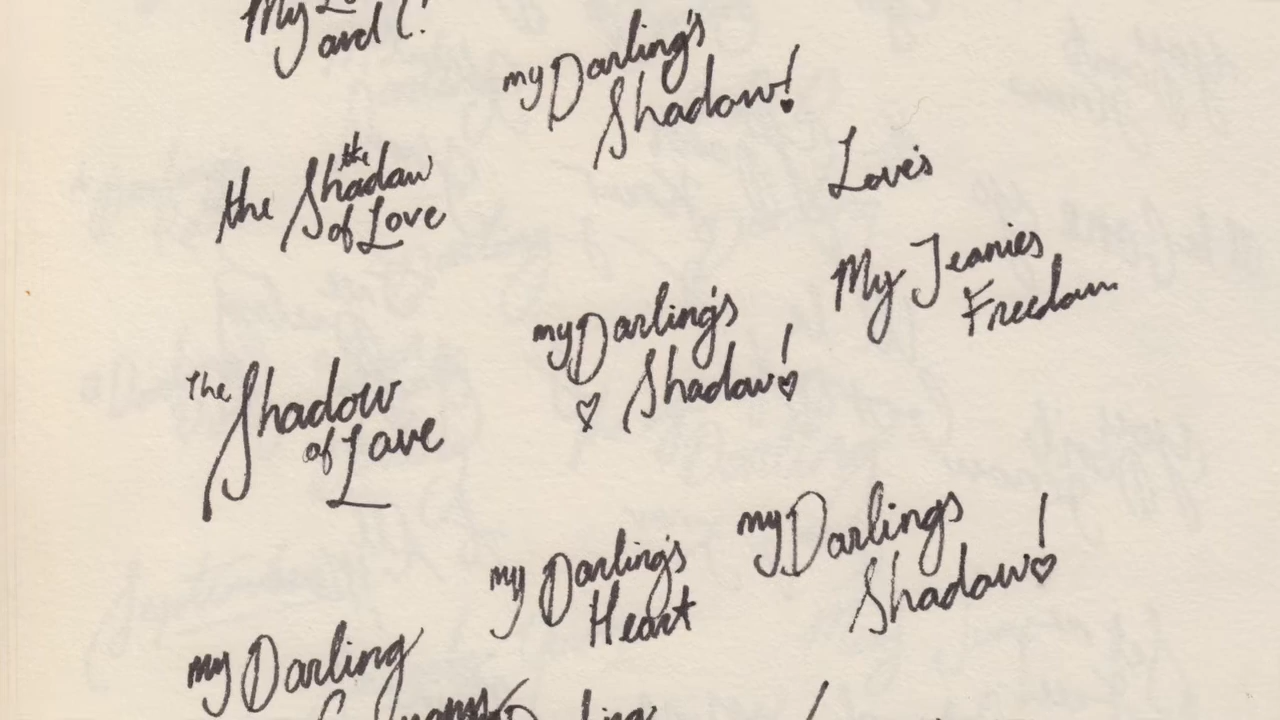 My
and I!
my Darling's
Shadow!
the
the Shadow
of Love
Love's
My Jeanies
Freedom
my Darling's
Shadow!
The Shadow
of Love
my Darlings
Shadow!
my Darling's
Heart
my Darling